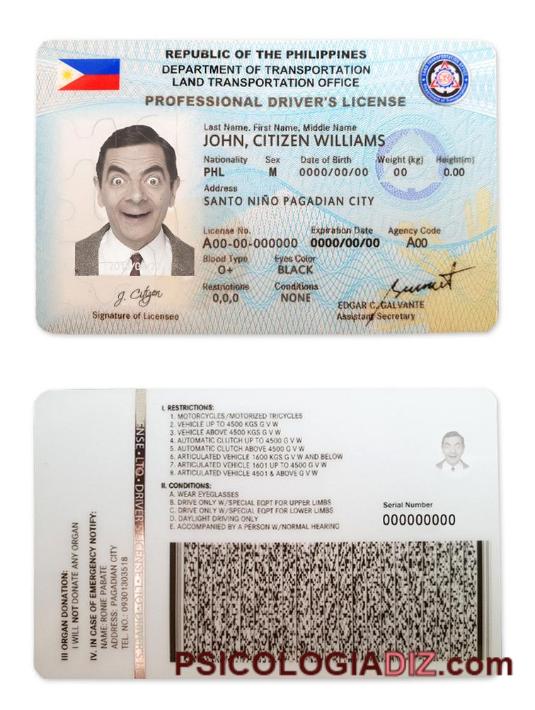 REPUBLIC OF THE PHILIPPINES
DEPARTMENT OF TRANSPORTATION
LAND TRANSPORTATION OFFICE
PROFESSIONAL DRIVER'S LICENSE
Last Name, First Name, Middle Name
JOHN, CITIZEN WILLIAMS
Nationality Sex Date of Birth Weight (kg) Height(m)
PHL M 0000/00/00 00 0.00
Address
SANTO NIÑO PAGADIAN CITY
License No. Expiration Date Agency Code
A00-00-000000 0000/00/00 A00
Blood Type Eyes Color
O+ BLACK
Restrictions Conditions
0,0,0 NONE
J. Citizen
Signature of Licensee
EDGAR C. GALVANTE
Assistant Secretary
I. RESTRICTIONS:
1. MOTORCYCLES/MOTORIZED TRICYCLES
2. VEHICLE UP TO 4500 KGS G V W
3. VEHICLE ABOVE 4500 KGS G V W
4. AUTOMATIC CLUTCH UP TO 4500 G V W
5. AUTOMATIC CLUTCH ABOVE 4500 G V W
6. ARTICULATED VEHICLE 1600 KGS G V W AND BELOW
7. ARTICULATED VEHICLE 1601 UP TO 4500 G V W
8. ARTICULATED VEHICLE 4501 & ABOVE G V W
II. CONDITIONS:
A. WEAR EYEGLASSES
B. DRIVE ONLY W/SPECIAL EQPT FOR UPPER LIMBS
C. DRIVE ONLY W/SPECIAL EQPT FOR LOWER LIMBS
D. DAYLIGHT DRIVING ONLY
E. ACCOMPANIED BY A PERSON W/NORMAL HEARING
Serial Number
000000000
III ORGAN DONATION:
I WILL NOT DONATE ANY ORGAN
IV. IN CASE OF EMERGENCY NOTIFY:
NAME: RONIE PABATE
ADDRESS: PAGADIAN CITY
TEL. NO.: 09301303518
NSE • LTO • DRIVER'S
PSICOLOGIADIZ.com